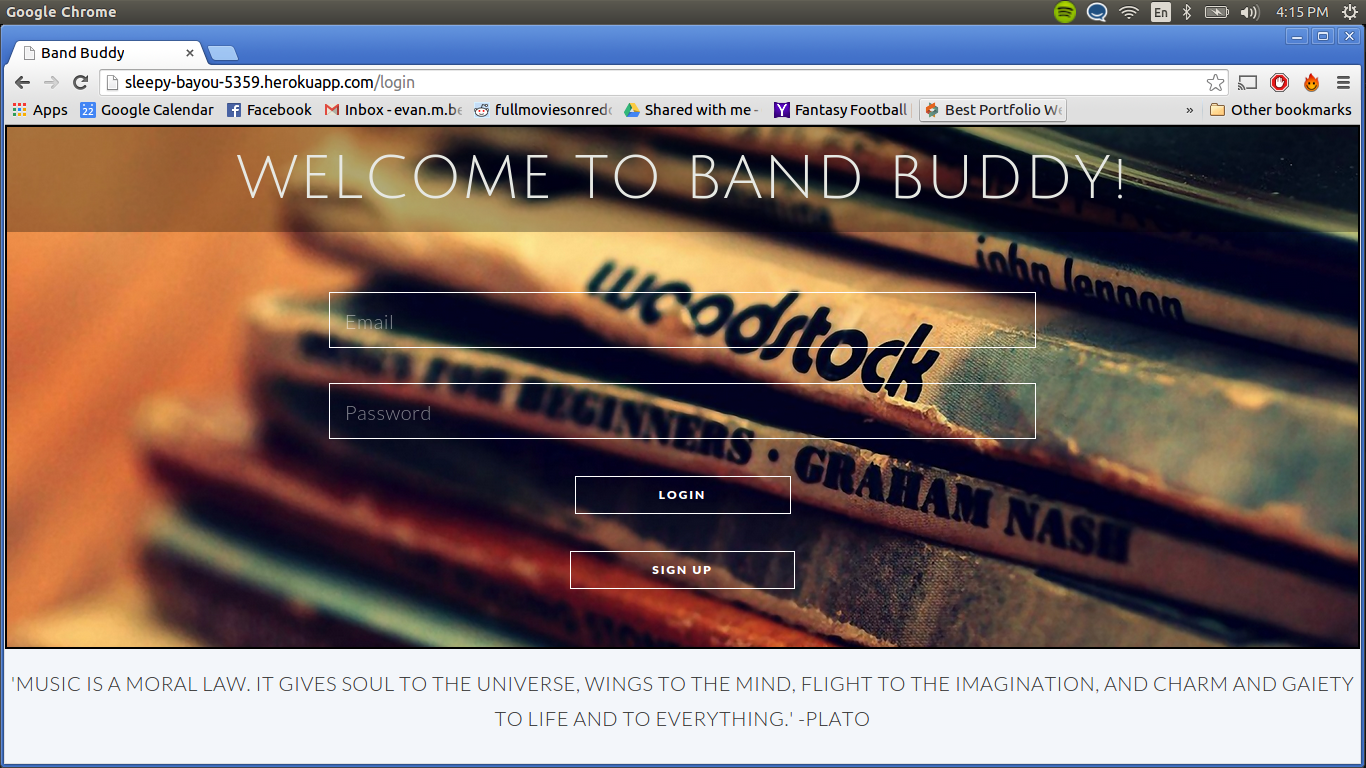 Google Chrome
En
4:15 PM
Band Buddy
sleepy-bayou-5359.herokuapp.com/login
Apps
22
Google Calendar
Facebook
Inbox - evan.m.be
fullmoviesonredd
Shared with me -
Fantasy Football
Best Portfolio We
»
Other bookmarks
WELCOME TO BAND BUDDY!
john lennon
woodstock
Email
FOR BEGINNERS • GRAHAM NASH
Password
LOGIN
SIGN UP
'MUSIC IS A MORAL LAW. IT GIVES SOUL TO THE UNIVERSE, WINGS TO THE MIND, FLIGHT TO THE IMAGINATION, AND CHARM AND GAIETY
TO LIFE AND TO EVERYTHING.' -PLATO